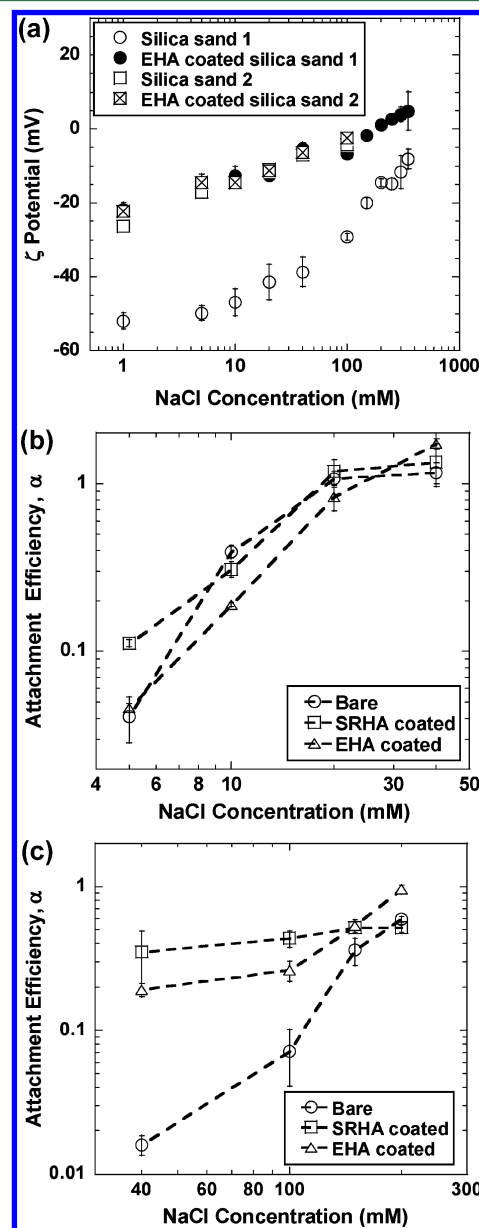 (a)
Silica sand 1
EHA coated silica sand 1
Silica sand 2
EHA coated silica sand 2
20
0
-20
-40
-60
ζ Potential (mV)
1 10 100 1000
NaCl Concentration (mM)
(b)
1
0.1
Attachment Efficiency, α
Bare
SRHA coated
EHA coated
4 6 8 10 30 50
NaCl Concentration (mM)
(c)
1
0.1
0.01
Attachment Efficiency, α
Bare
SRHA coated
EHA coated
40 60 80 100 300
NaCl Concentration (mM)